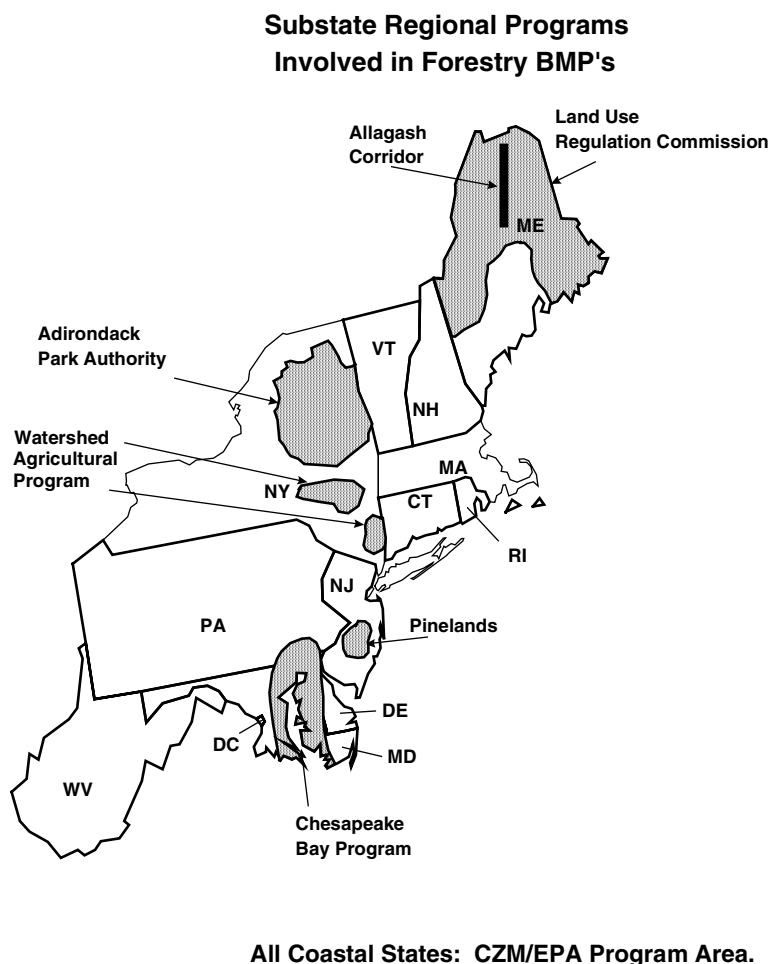 Substate Regional Programs
Involved in Forestry BMP's
Allagash
Corridor
Land Use
Regulation Commission
ME
Adirondack
Park Authority
VT
NH
Watershed
Agricultural
Program
NY
MA
CT
RI
NJ
PA
Pinelands
DE
DC
MD
WV
Chesapeake
Bay Program
All Coastal States: CZM/EPA Program Area.